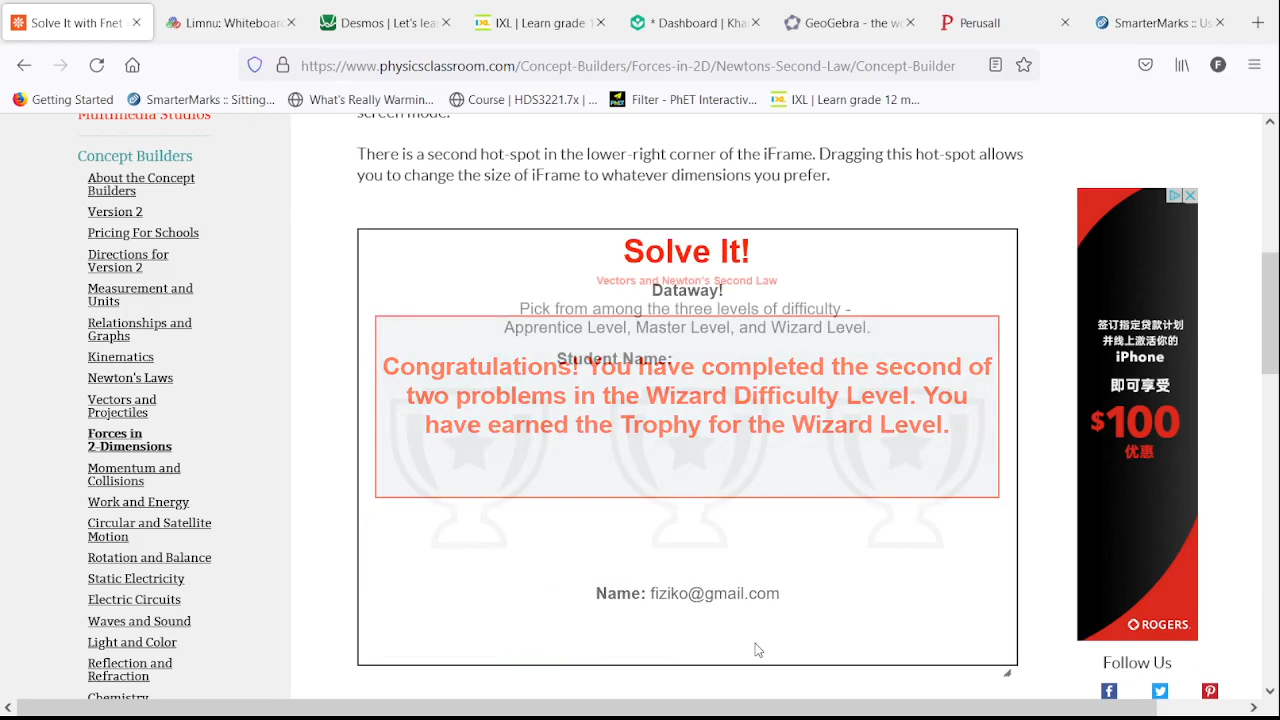 Solve It with Fnet
Limnu: Whiteboard
Desmos | Let's lea
IXL | Learn grade 1
* Dashboard | Kha
GeoGebra - the wo
Perusall
SmarterMarks :: Us
https://www.physicsclassroom.com/Concept-Builders/Forces-in-2D/Newtons-Second-Law/Concept-Builder
Getting Started
SmarterMarks :: Sitting...
What's Really Warmin...
Course | HDS3221.7x | ...
Filter - PhET Interactiv...
IXL | Learn grade 12 m...
Multimedia Studios
Concept Builders
About the Concept
Builders
Version 2
Pricing For Schools
Directions for
Version 2
Measurement and
Units
Relationships and
Graphs
Kinematics
Newton's Laws
Vectors and
Projectiles
Forces in
2-Dimensions
Momentum and
Collisions
Work and Energy
Circular and Satellite
Motion
Rotation and Balance
Static Electricity
Electric Circuits
Waves and Sound
Light and Color
Reflection and
Refraction
Chemistry
screen mode.
There is a second hot-spot in the lower-right corner of the iFrame. Dragging this hot-spot allows
you to change the size of iFrame to whatever dimensions you prefer.
Solve It!
Vectors and Newton's Second Law
Dataway!
Pick from among the three levels of difficulty -
Apprentice Level, Master Level, and Wizard Level.
Student Name:
Congratulations! You have completed the second of
two problems in the Wizard Difficulty Level. You
have earned the Trophy for the Wizard Level.
Name: fiziko@gmail.com
签订指定贷款计划
并线上激活你的
iPhone
即可享受
$100
优惠
ROGERS
Follow Us